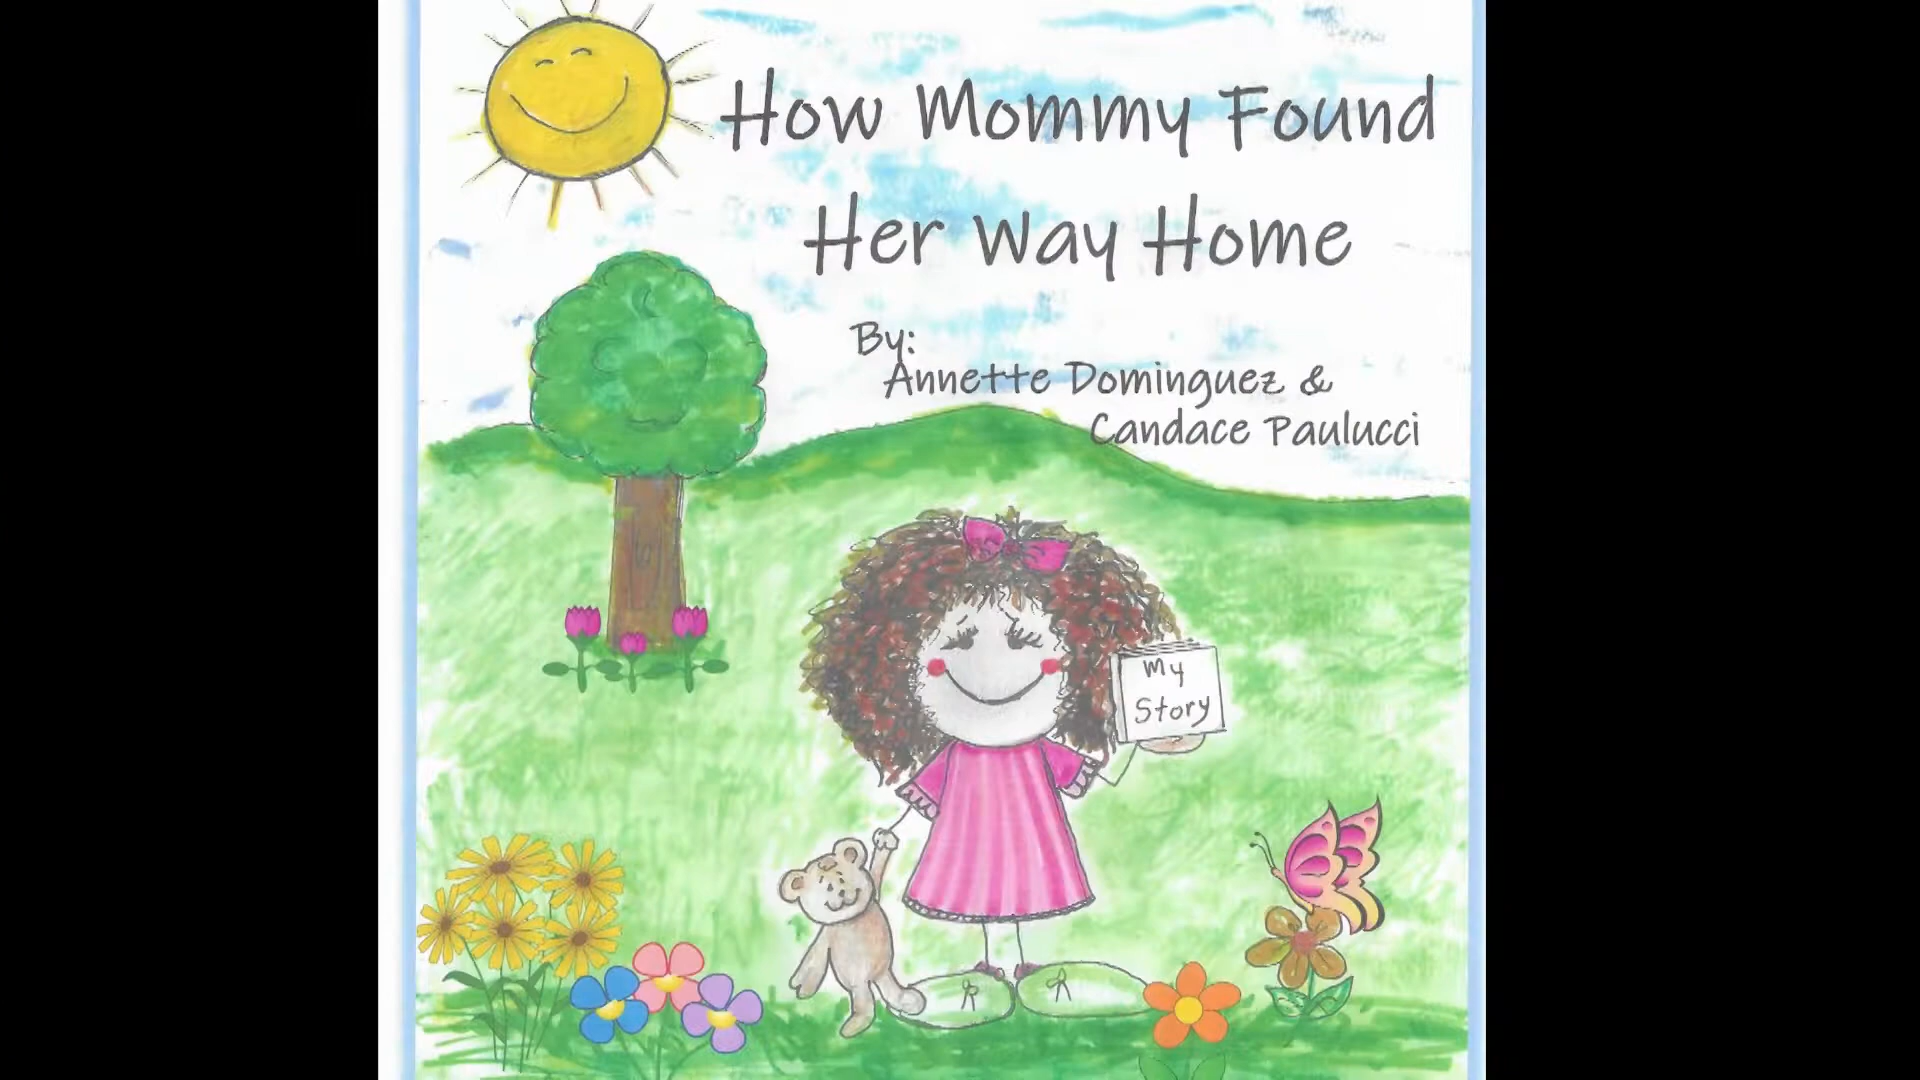 How Mommy Found
Her Way Home
By:
Annette Dominguez &
Candace Paulucci
My
Story